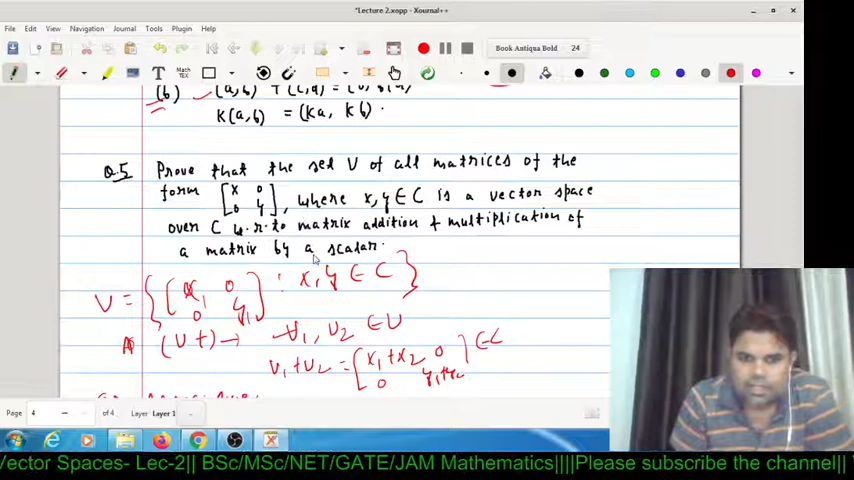 *Lecture 2.xopp - Xournal++
File Edit View Navigation Journal Tools Plugin Help
Book Antiqua Bold 24
(b) (a,b) +
K(a,b) = (Ka, Kb).
Q.5 Prove that the set V of all matrices of the
form [x 0
0 y], where x,y ∈ C is a vector space
over C w.r.to matrix addition & multiplication of
a matrix by a scalar.
V = {[x1 0
0 y1] : x,y ∈ C}
(V +) → v1, v2 ∈ V
v1+v2 = [x1+x2 0
0 y1+y2] ∈ C
Page 4 of 4 Layer Layer 1
Vector Spaces- Lec-2|| BSc/MSc/NET/GATE/JAM Mathematics||||Please subscribe the channel||